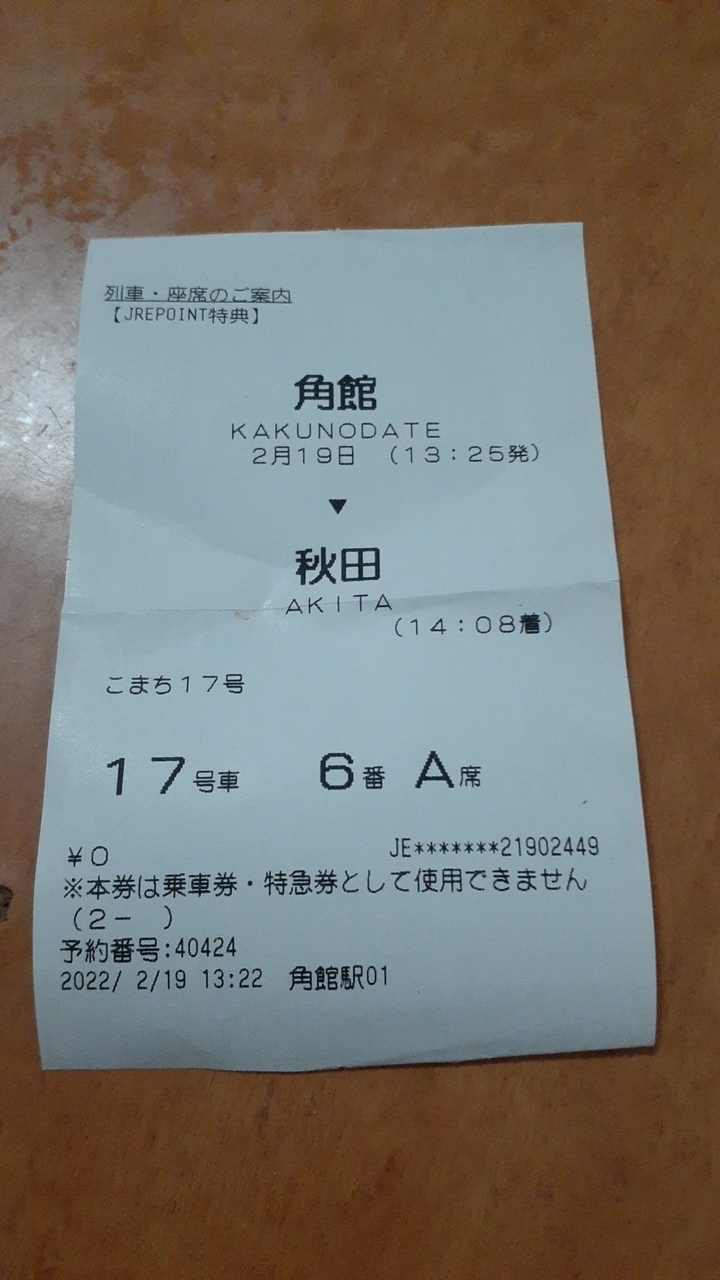 列車・座席のご案内
【JREPOINT特典】
角館
KAKUNODATE
2月19日 (13:25発)
▼
秋田
AKITA
(14:08着)
こまち17号
17号車 6番 A席
¥0 JE*******21902449
※本券は乗車券・特急券として使用できません
(2- )
予約番号:40424
2022/ 2/19 13:22 角館駅01